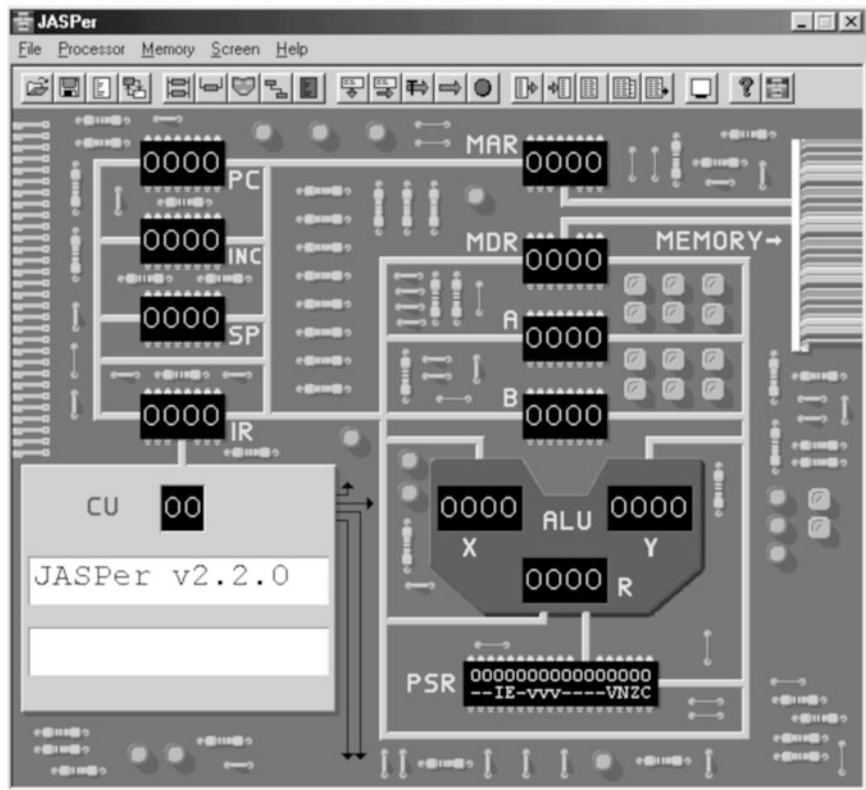 JASPer
File Processor Memory Screen Help
0000 PC
MAR 0000
0000 INC
MDR 0000
MEMORY→
0000 SP
A 0000
0000 IR
B 0000
CU 00
0000 X
ALU
0000 Y
0000 R
JASPer v2.2.0
PSR 0000000000000000
--IE-vvv----VNZC